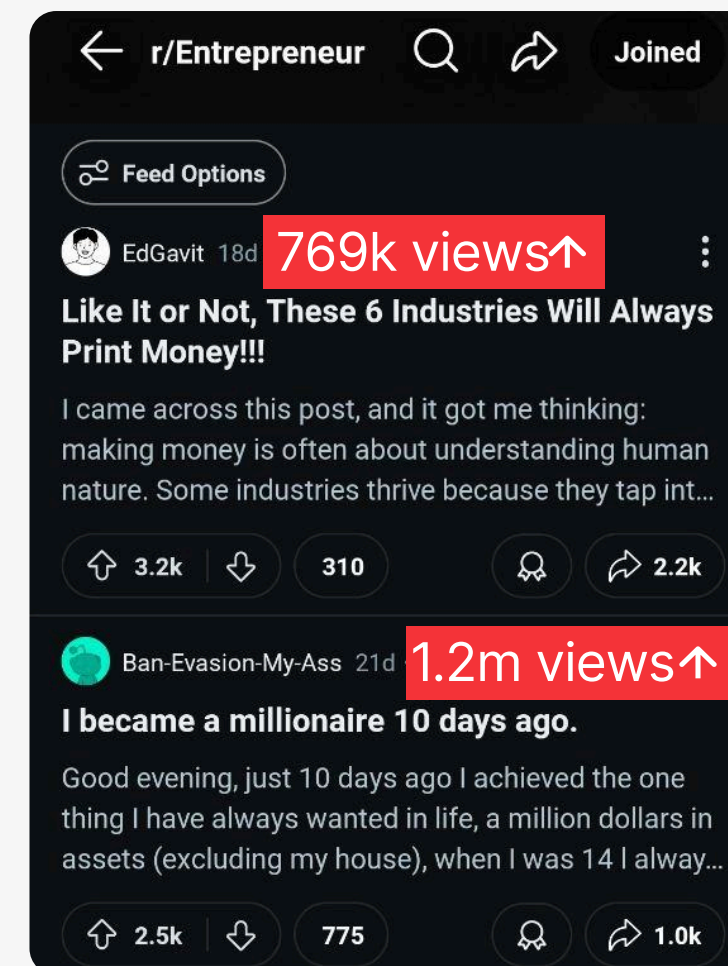 r/Entrepreneur
Joined
Feed Options
EdGavit 18d
769k views↑
Like It or Not, These 6 Industries Will Always
Print Money!!!
I came across this post, and it got me thinking:
making money is often about understanding human
nature. Some industries thrive because they tap int...
3.2k 310 2.2k
Ban-Evasion-My-Ass 21d
1.2m views↑
I became a millionaire 10 days ago.
Good evening, just 10 days ago I achieved the one
thing I have always wanted in life, a million dollars in
assets (excluding my house), when I was 14 I alway...
2.5k 775 1.0k